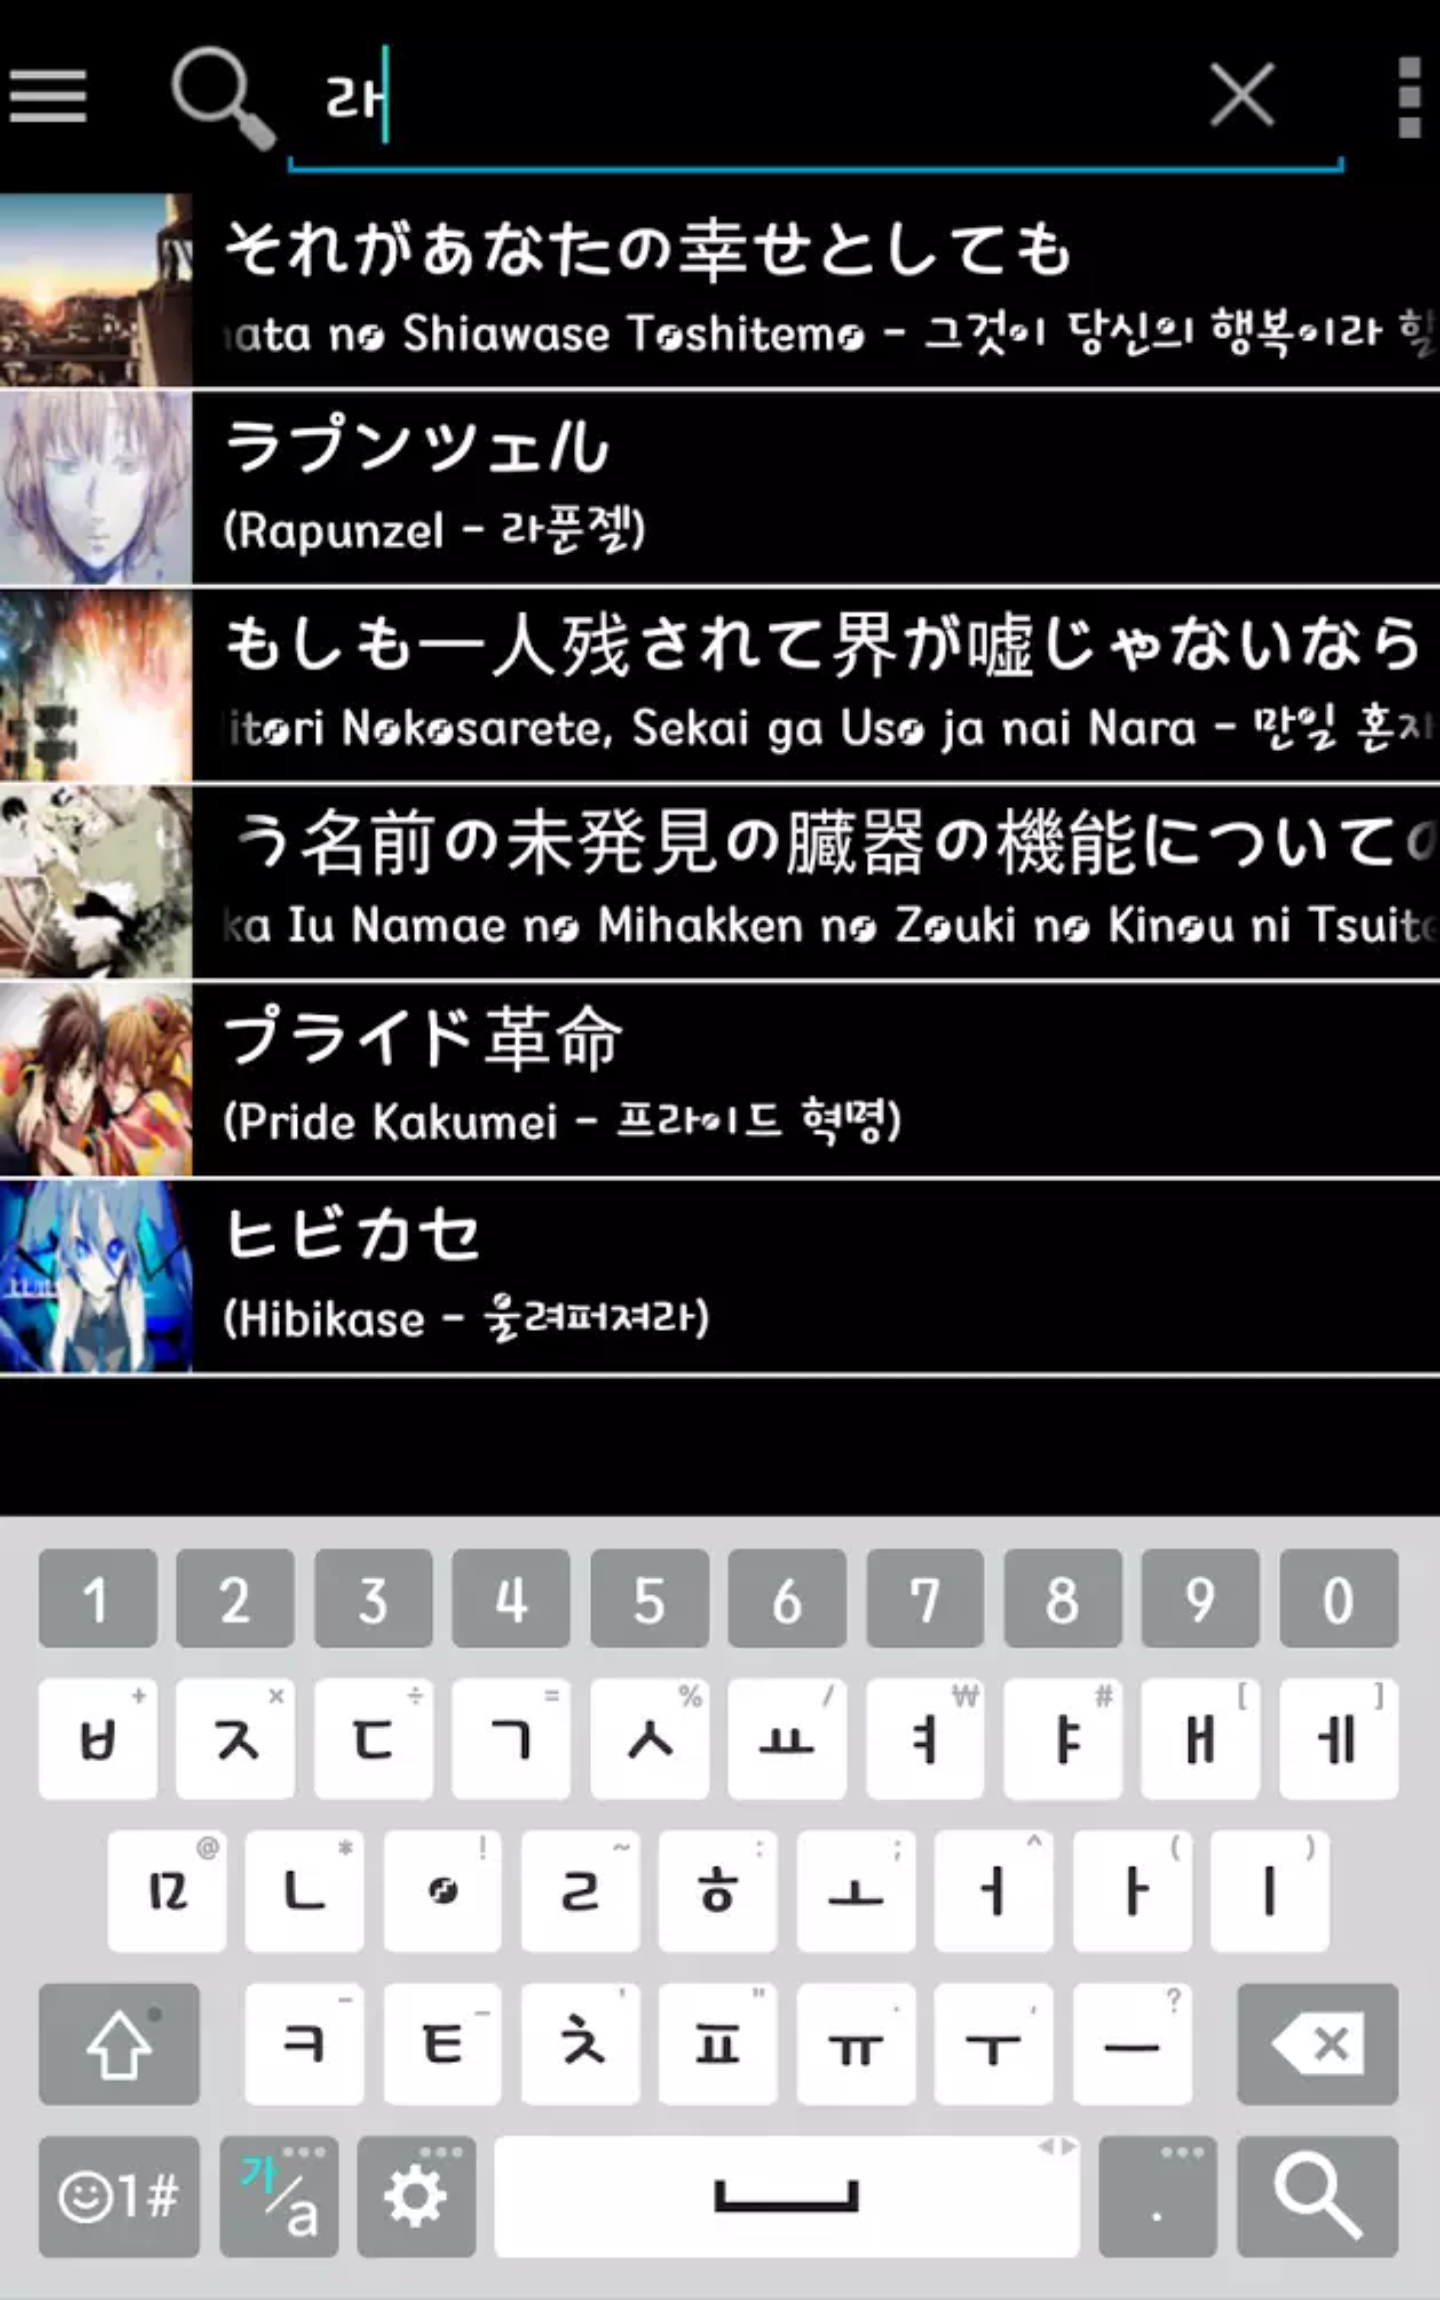 라
それがあなたの幸せとしても
ata no Shiawase Toshitemo - 그것이 당신의 행복이라 할
ラプンツェル
(Rapunzel - 라푼젤)
もしも一人残されて界が嘘じゃないなら
itori Nokosarete, Sekai ga Uso ja nai Nara - 만일 혼자
う名前の未発見の臓器の機能についての
ka Iu Namae no Mihakken no Zouki no Kinou ni Tsuite
プライド革命
(Pride Kakumei - 프라이드 혁명)
ヒビカセ
(Hibikase - 울려퍼져라)
1 2 3 4 5 6 7 8 9 0
+ × ÷ = % / ₩ # [ ]
ㅂ ㅈ ㄷ ㄱ ㅅ ㅛ ㅕ ㅑ ㅐ ㅔ
@ * ! ~ : ; ^ ( )
ㅁ ㄴ ㅇ ㄹ ㅎ ㅗ ㅓ ㅏ ㅣ
- _ ' " . , ?
ㅋ ㅌ ㅊ ㅍ ㅠ ㅜ ㅡ
1# 가/a .